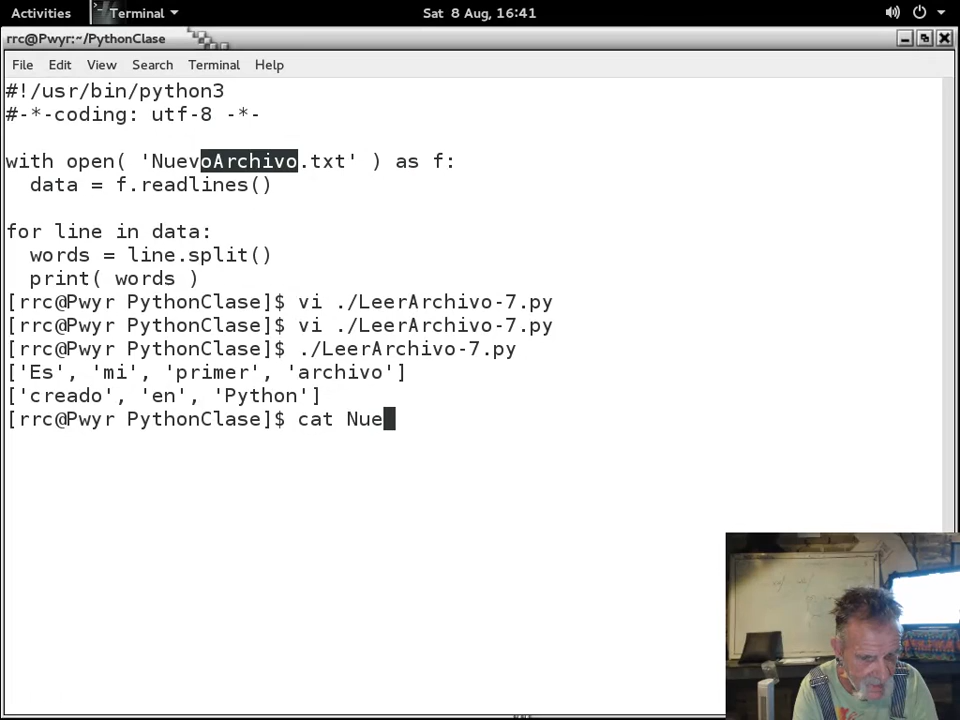 Activities Terminal Sat 8 Aug, 16:41
rrc@Pwyr:~/PythonClase
File Edit View Search Terminal Help
#!/usr/bin/python3
#-*-coding: utf-8 -*-
with open( 'NuevoArchivo.txt' ) as f:
  data = f.readlines()
for line in data:
  words = line.split()
  print( words )
[rrc@Pwyr PythonClase]$ vi ./LeerArchivo-7.py
[rrc@Pwyr PythonClase]$ vi ./LeerArchivo-7.py
[rrc@Pwyr PythonClase]$ ./LeerArchivo-7.py
['Es', 'mi', 'primer', 'archivo']
['creado', 'en', 'Python']
[rrc@Pwyr PythonClase]$ cat Nue